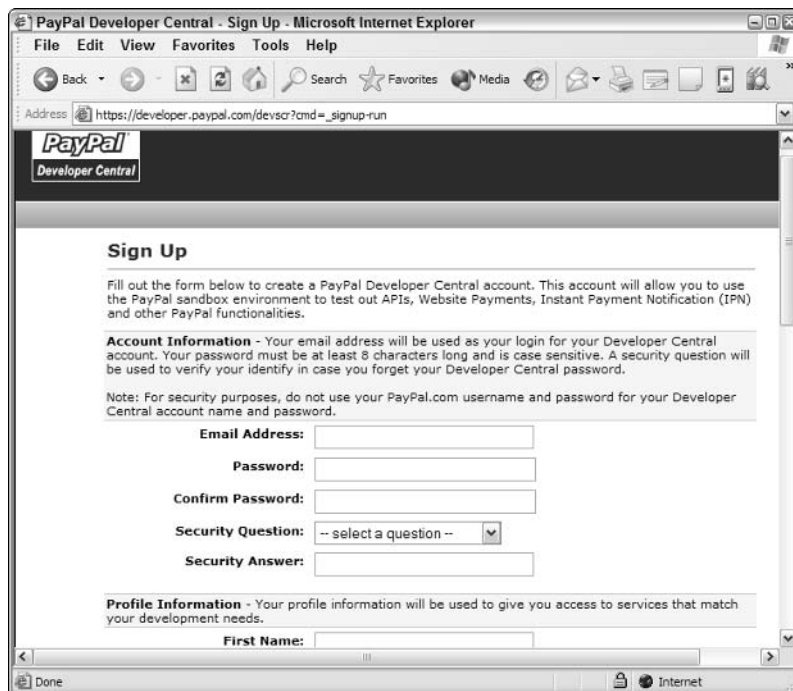 PayPal Developer Central - Sign Up - Microsoft Internet Explorer
File Edit View Favorites Tools Help
Back Search Favorites Media
Address https://developer.paypal.com/devscr?cmd=_signup-run
PayPal
Developer Central
Sign Up
Fill out the form below to create a PayPal Developer Central account. This account will allow you to use
the PayPal sandbox environment to test out APIs, Website Payments, Instant Payment Notification (IPN)
and other PayPal functionalities.
Account Information - Your email address will be used as your login for your Developer Central
account. Your password must be at least 8 characters long and is case sensitive. A security question will
be used to verify your identify in case you forget your Developer Central password.
Note: For security purposes, do not use your PayPal.com username and password for your Developer
Central account name and password.
Email Address:
Password:
Confirm Password:
Security Question: -- select a question --
Security Answer:
Profile Information - Your profile information will be used to give you access to services that match
your development needs.
First Name:
Done Internet